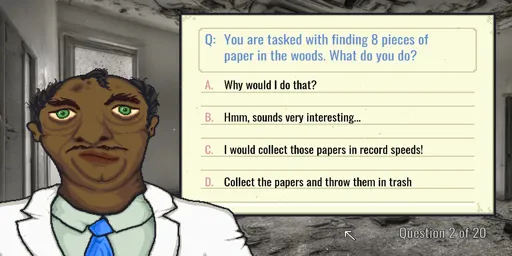 Q: You are tasked with finding 8 pieces of
paper in the woods. What do you do?
A. Why would I do that?
B. Hmm, sounds very interesting...
C. I would collect those papers in record speeds!
D. Collect the papers and throw them in trash
Question 2 of 20